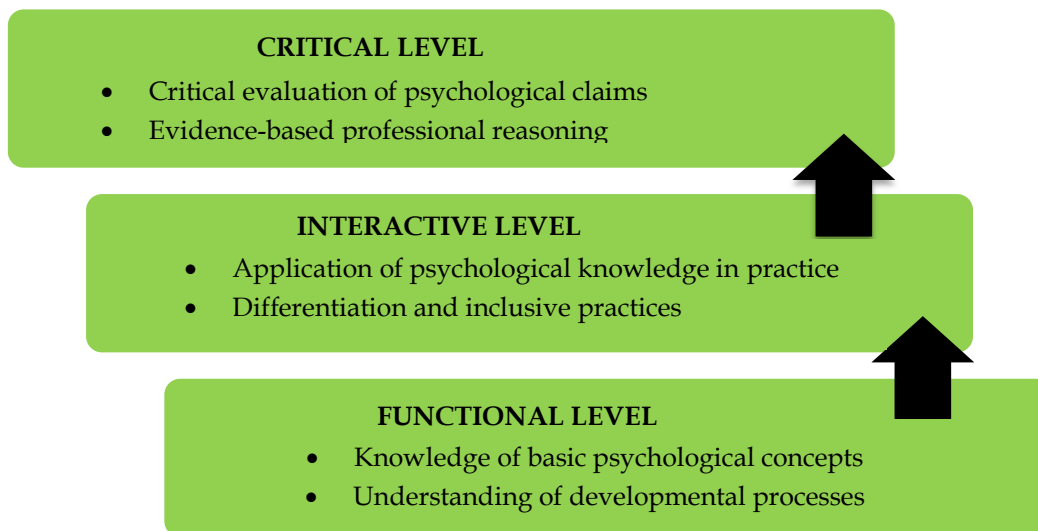 CRITICAL LEVEL
• Critical evaluation of psychological claims
• Evidence-based professional reasoning
INTERACTIVE LEVEL
• Application of psychological knowledge in practice
• Differentiation and inclusive practices
FUNCTIONAL LEVEL
• Knowledge of basic psychological concepts
• Understanding of developmental processes